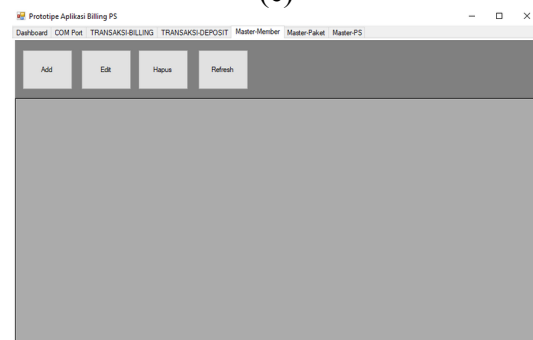 Prototipe Aplikasi Billing PS
Dashboard COM Port TRANSAKSI-BILLING TRANSAKSI-DEPOSIT Master-Member Master-Paket Master-PS
Add Edit Hapus Refresh